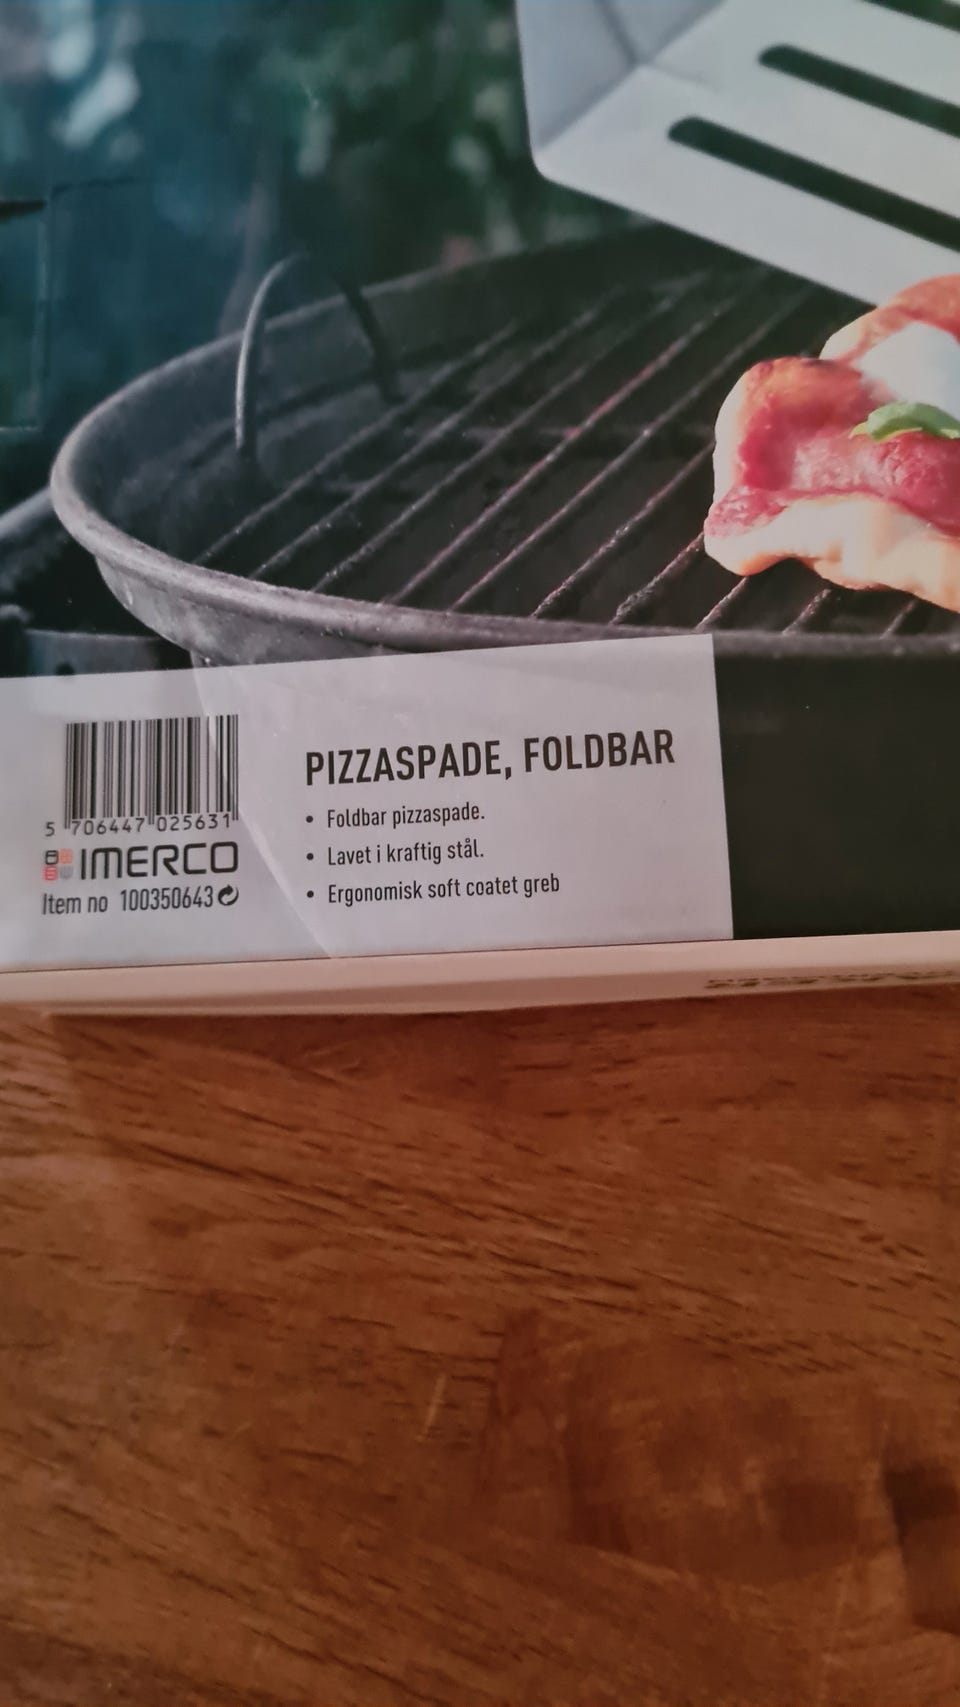 5 706447 025631
IMERCO
Item no 100350643
PIZZASPADE, FOLDBAR
• Foldbar pizzaspade.
• Lavet i kraftig stål.
• Ergonomisk soft coatet greb